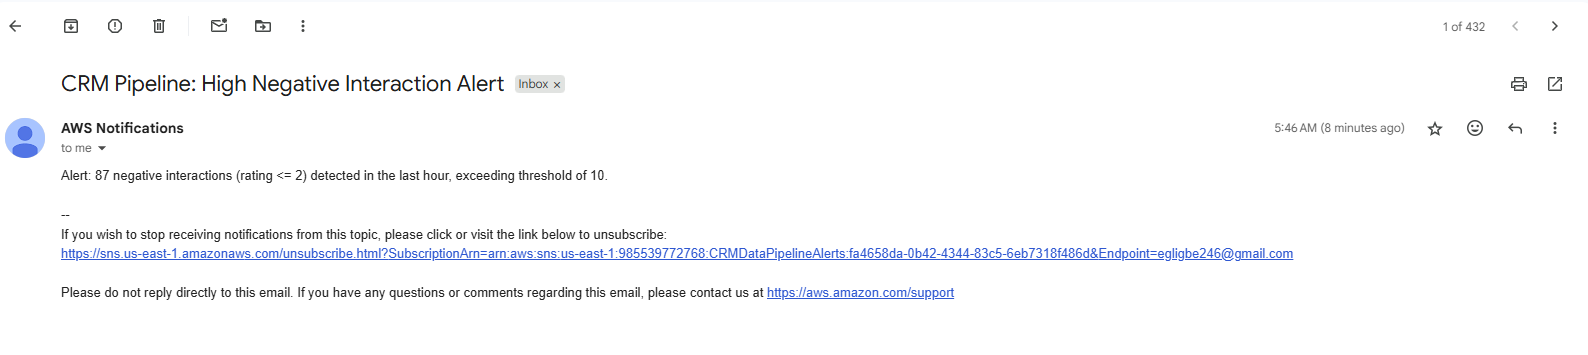 1 of 432
CRM Pipeline: High Negative Interaction Alert Inbox ×
AWS Notifications 5:46 AM (8 minutes ago)
to me
Alert: 87 negative interactions (rating <= 2) detected in the last hour, exceeding threshold of 10.
--
If you wish to stop receiving notifications from this topic, please click or visit the link below to unsubscribe:
https://sns.us-east-1.amazonaws.com/unsubscribe.html?SubscriptionArn=arn:aws:sns:us-east-1:985539772768:CRMDataPipelineAlerts:fa4658da-0b42-4344-83c5-6eb7318f486d&Endpoint=egligbe246@gmail.com
Please do not reply directly to this email. If you have any questions or comments regarding this email, please contact us at https://aws.amazon.com/support